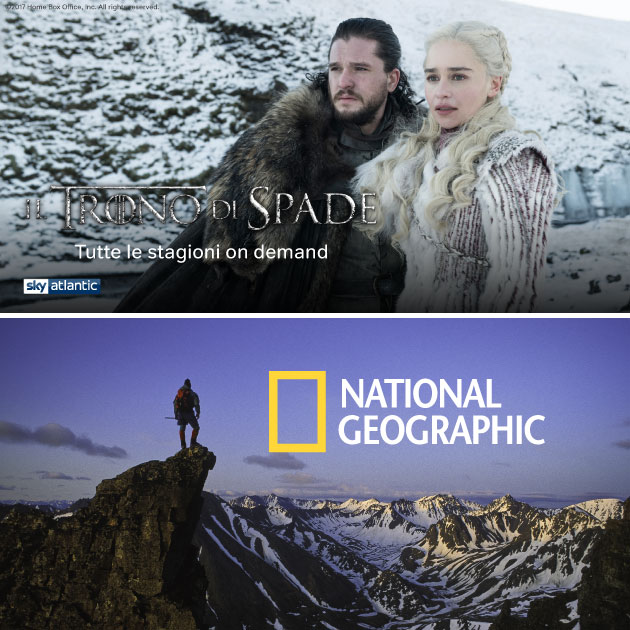 ©2017 Home Box Office, Inc. All rights reserved.
IL TRONO DI SPADE
Tutte le stagioni on demand
sky atlantic
NATIONAL
GEOGRAPHIC